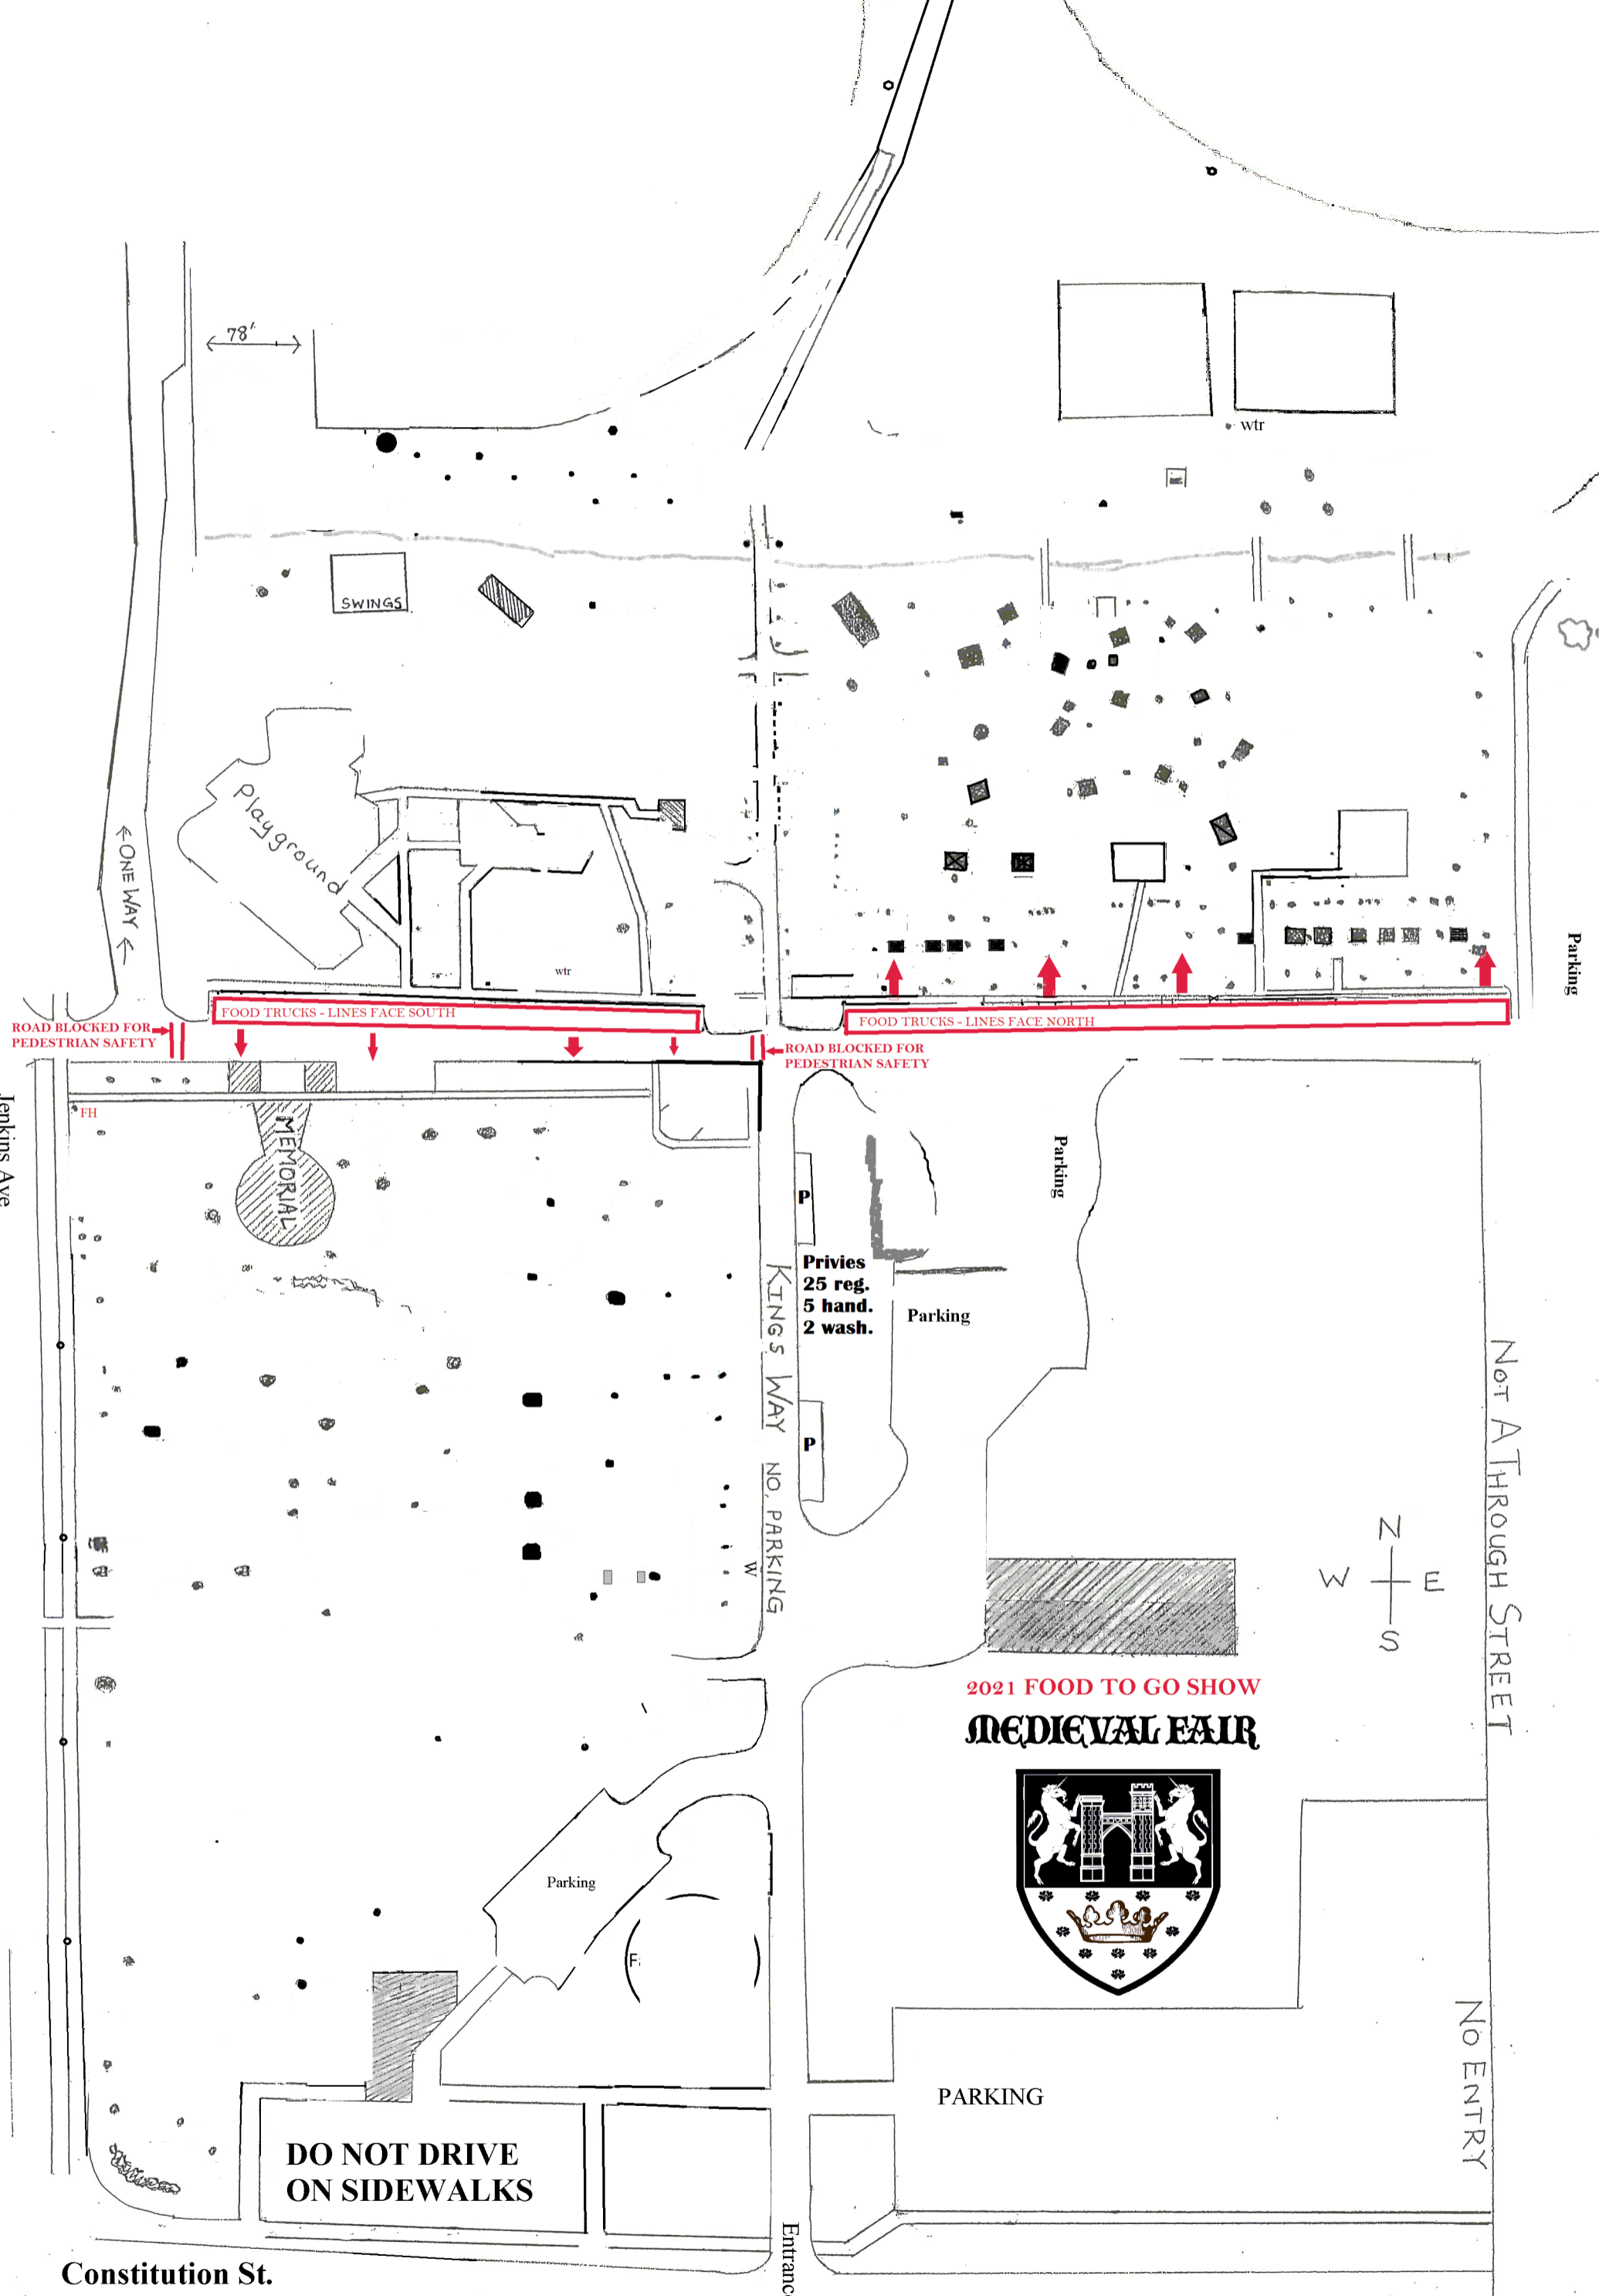 78'
wtr
SWINGS
Playground
← ONE WAY ←
wtr
Parking
FOOD TRUCKS - LINES FACE SOUTH
FOOD TRUCKS - LINES FACE NORTH
ROAD BLOCKED FOR
PEDESTRIAN SAFETY
ROAD BLOCKED FOR
PEDESTRIAN SAFETY
FH
Jenkins Ave
MEMORIAL
Parking
P
Privies
25 reg.
5 hand.
2 wash.
Parking
KINGS WAY NO PARKING
P
W
NOT A THROUGH STREET
N
W E
S
2021 FOOD TO GO SHOW
MEDIEVAL FAIR
Parking
F
NO ENTRY
PARKING
DO NOT DRIVE
ON SIDEWALKS
Entranc
Constitution St.